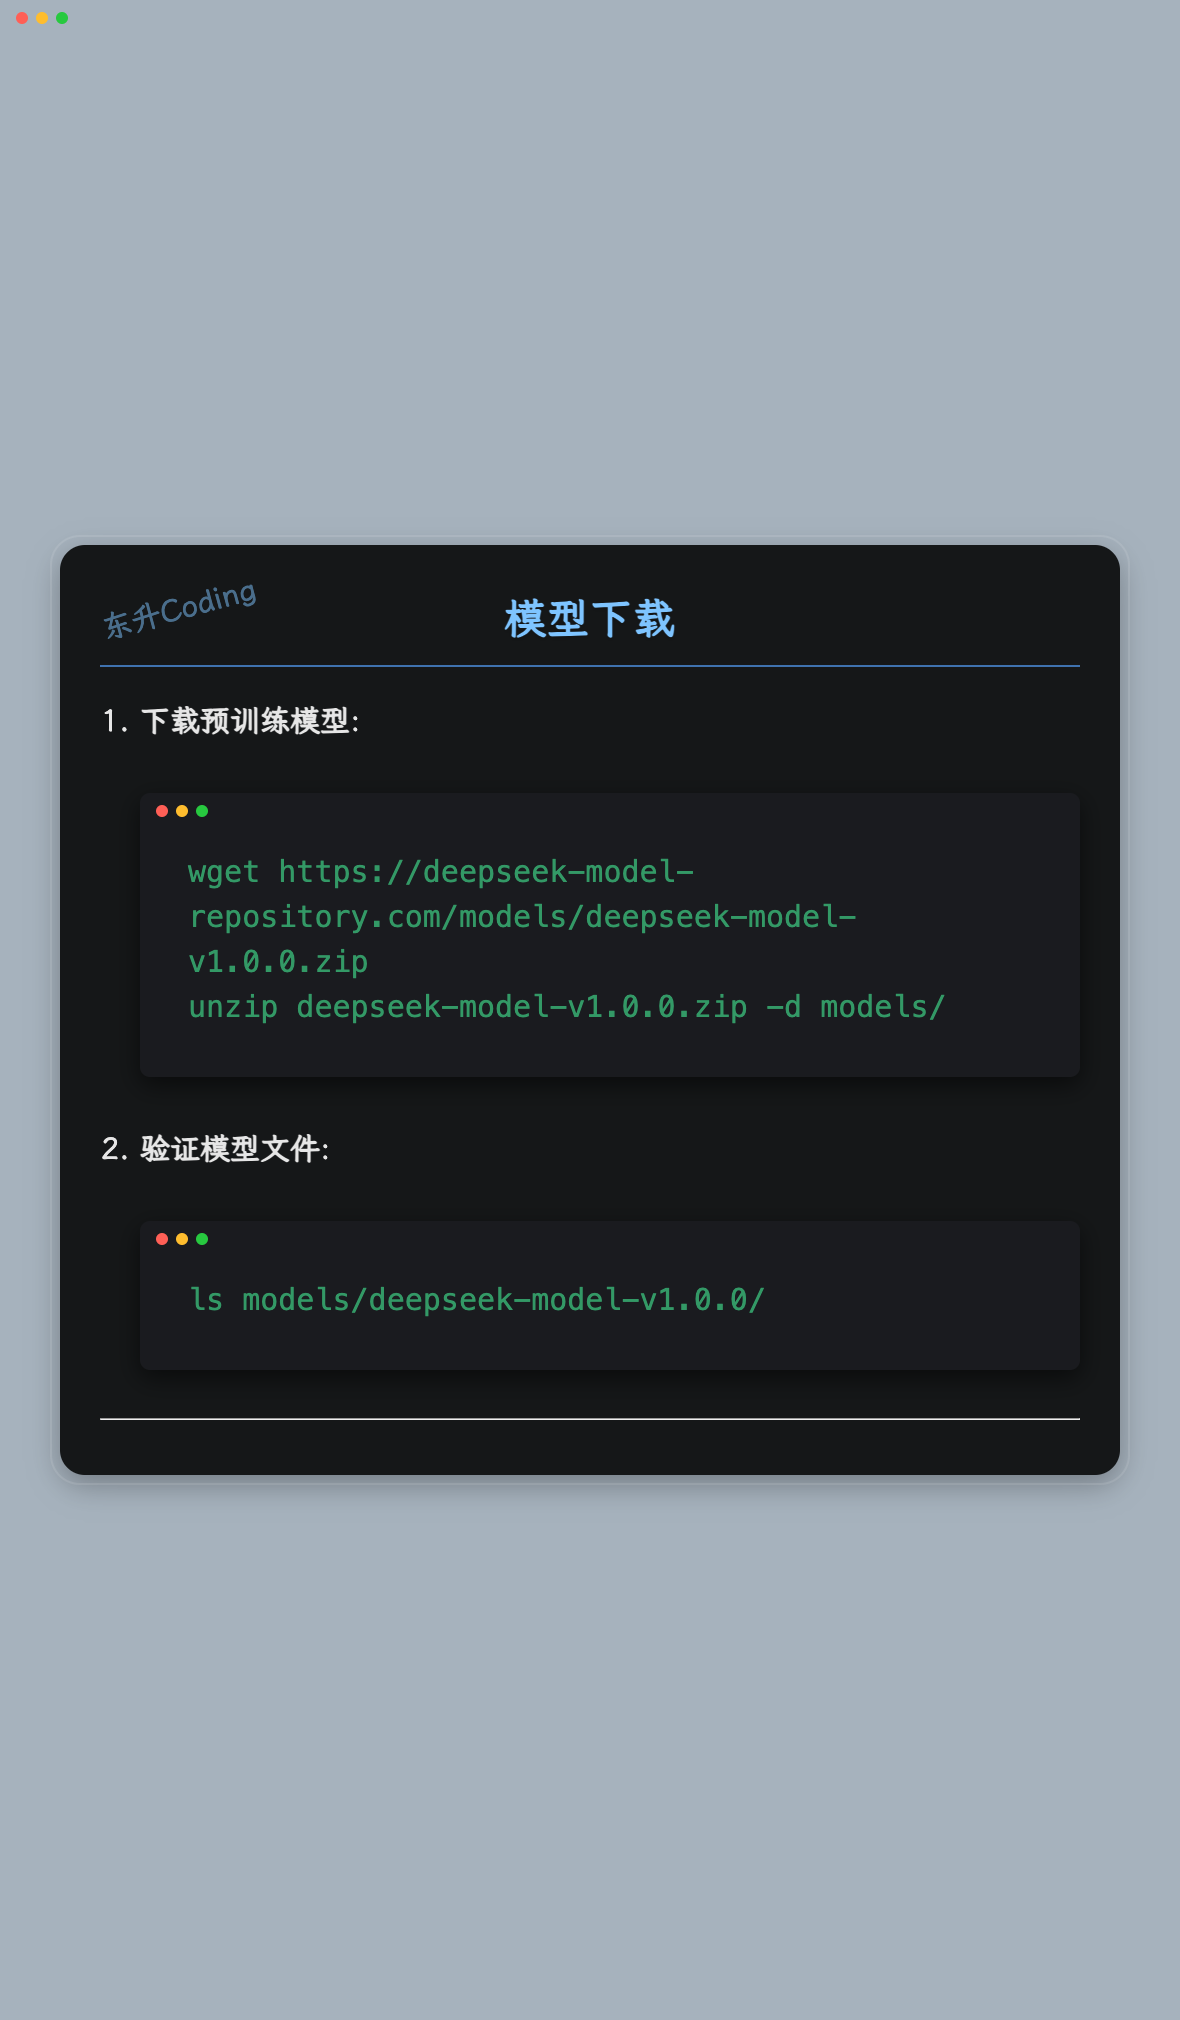 东升Coding
模型下载
1. 下载预训练模型:
wget https://deepseek-model-
repository.com/models/deepseek-model-
v1.0.0.zip
unzip deepseek-model-v1.0.0.zip -d models/
2. 验证模型文件:
ls models/deepseek-model-v1.0.0/